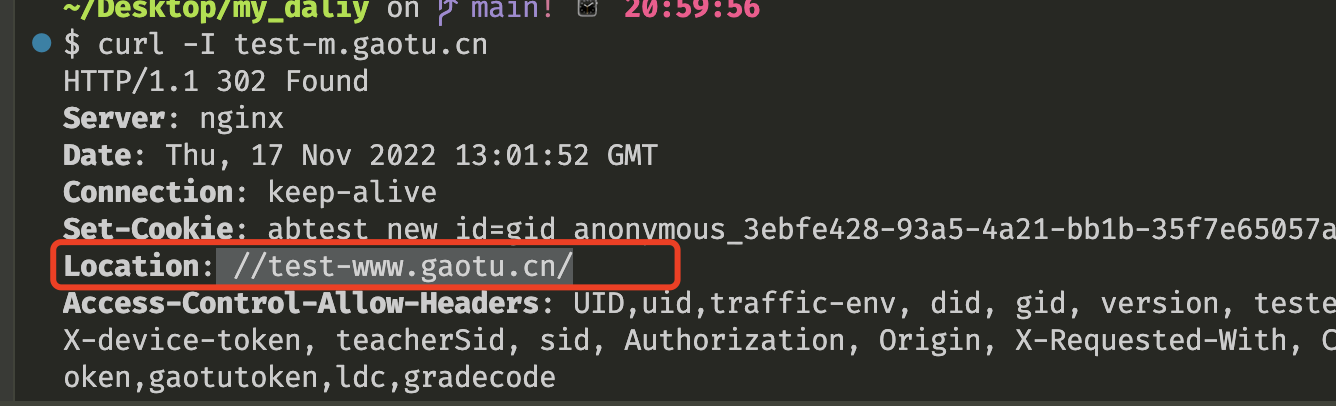 ~/Desktop/my_daliy on main! 20:59:56
$ curl -I test-m.gaotu.cn
HTTP/1.1 302 Found
Server: nginx
Date: Thu, 17 Nov 2022 13:01:52 GMT
Connection: keep-alive
Set-Cookie: abtest_new_id=gid_anonymous_3ebfe428-93a5-4a21-bb1b-35f7e65057a
Location: //test-www.gaotu.cn/
Access-Control-Allow-Headers: UID,uid,traffic-env, did, gid, version, teste
X-device-token, teacherSid, sid, Authorization, Origin, X-Requested-With, C
oken,gaotutoken,ldc,gradecode